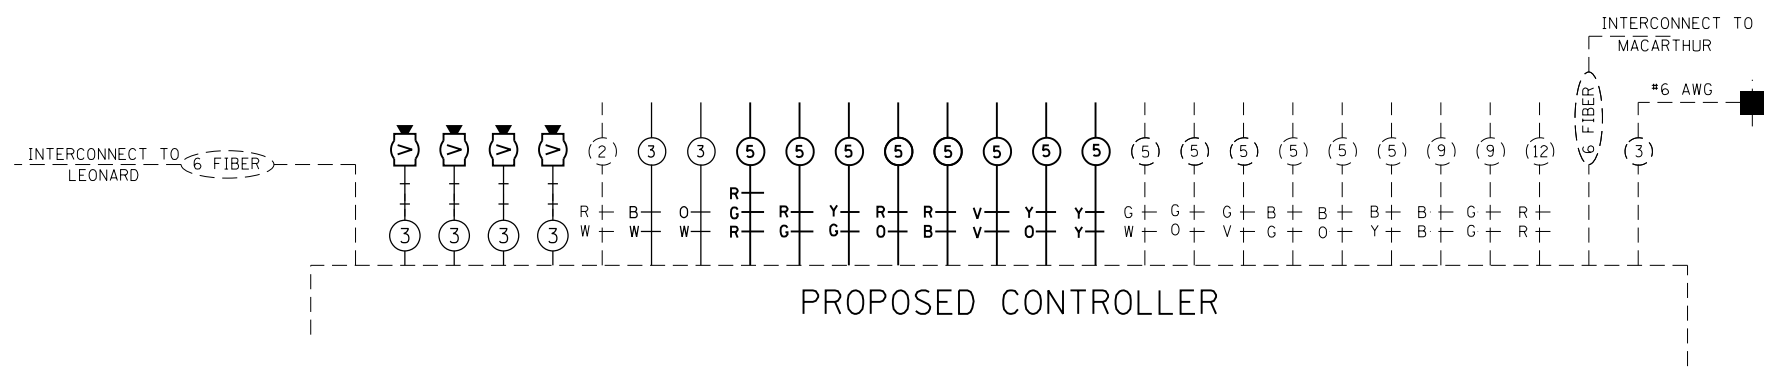 INTERCONNECT TO
MACARTHUR
#6 AWG
6 FIBER
INTERCONNECT TO
LEONARD
6 FIBER
V V V V 2 3 3 5 5 5 5 5 5 5 5 5 5 5 5 5 5 9 9 12 3
R
R B O G R Y R R V Y Y G G G B B B B G R
W W W R G G O B V O Y W O V G O Y B G R
3 3 3 3
PROPOSED CONTROLLER